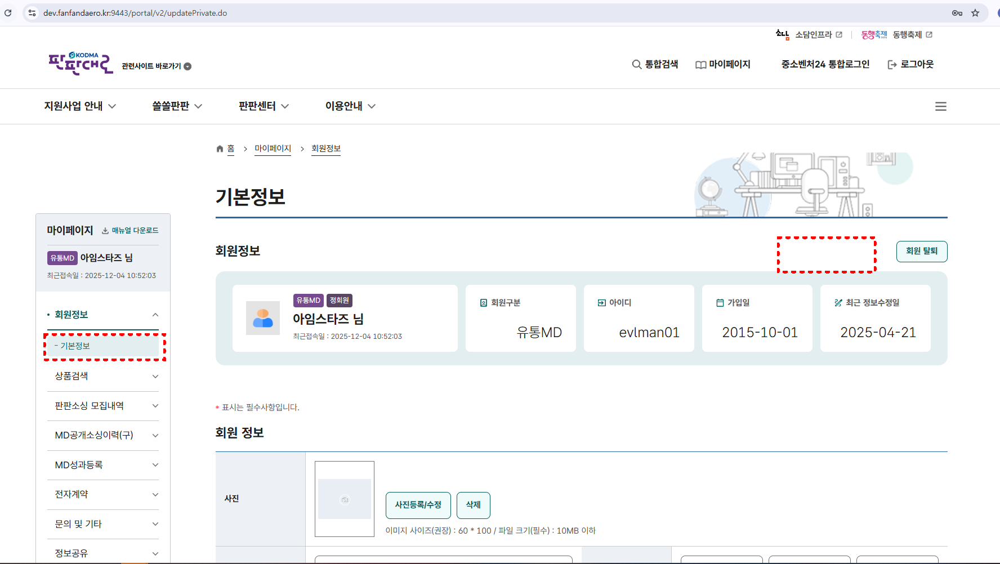 dev.fanfandaero.kr:9443/portal/v2/updatePrivate.do
소담 소담인프라 동행축제 동행축제
KODMA
판판대로 관련사이트 바로가기 통합검색 마이페이지 중소벤처24 통합로그인 로그아웃
지원사업 안내 쏠쏠판판 판판센터 이용안내
홈 > 마이페이지 > 회원정보
기본정보
마이페이지 매뉴얼 다운로드
유통MD 아임스타즈 님
최근접속일 : 2025-12-04 10:52:03
• 회원정보
- 기본정보
상품검색
판판소싱 모집내역
MD공개소싱이력(구)
MD성과등록
전자계약
문의 및 기타
정보공유
회원정보 회원 탈퇴
유통MD 정회원
아임스타즈 님
최근접속일 : 2025-12-04 10:52:03
회원구분
유통MD
아이디
evlman01
가입일
2015-10-01
최근 정보수정일
2025-04-21
* 표시는 필수사항입니다.
회원 정보
사진
사진등록/수정 삭제
이미지 사이즈(권장) : 60 * 100 / 파일 크기(필수) : 10MB 이하